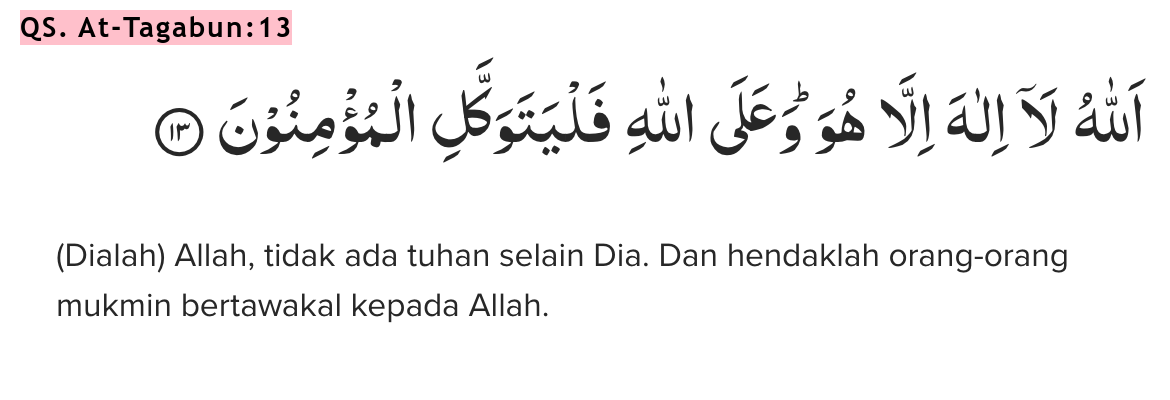 QS. At-Tagabun:13
اَللّٰهُ لَآ اِلٰهَ اِلَّا هُوَۗ وَعَلَى اللّٰهِ فَلْيَتَوَكَّلِ الْمُؤْمِنُوْنَ ١٣
(Dialah) Allah, tidak ada tuhan selain Dia. Dan hendaklah orang-orang
mukmin bertawakal kepada Allah.